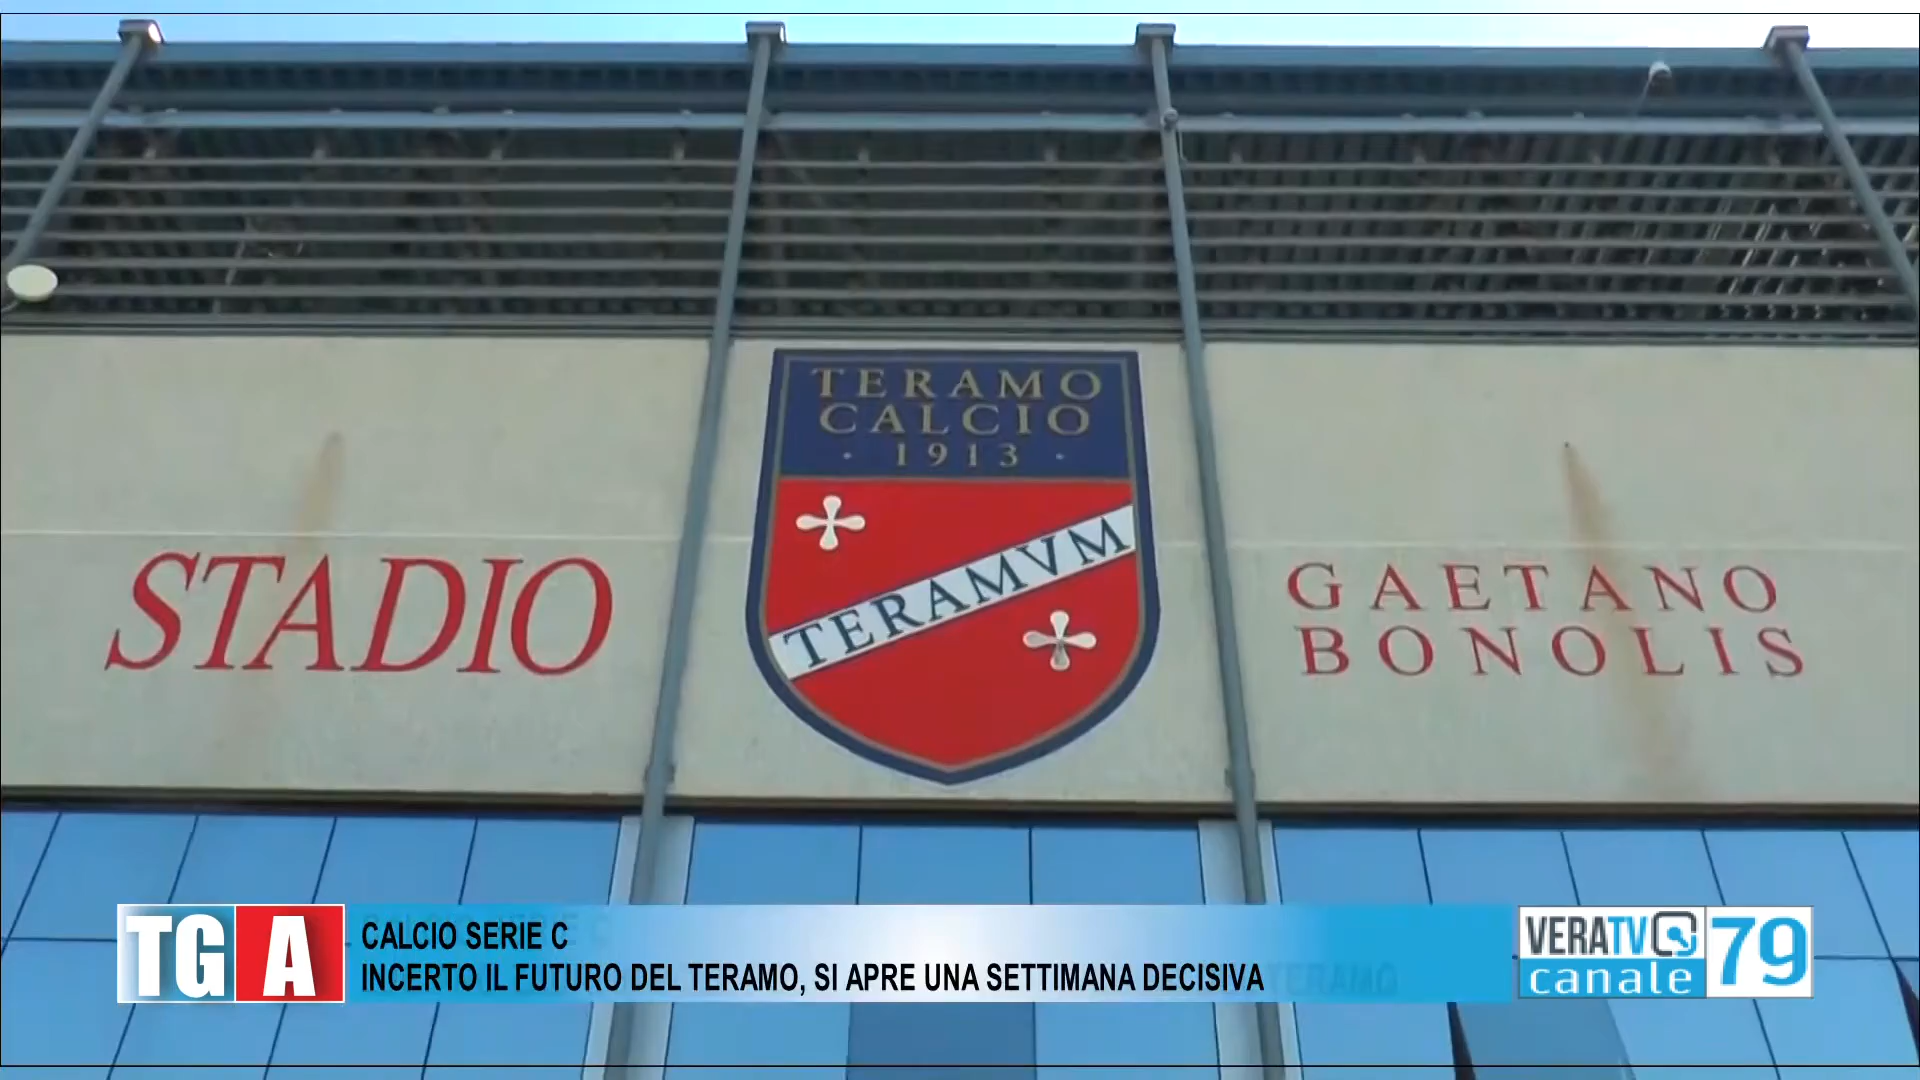 TERAMO
CALCIO
· 1913 ·
TERAMVM
STADIO
GAETANO
BONOLIS
TGA
CALCIO SERIE C
INCERTO IL FUTURO DEL TERAMO, SI APRE UNA SETTIMANA DECISIVA
VERATV
canale
79